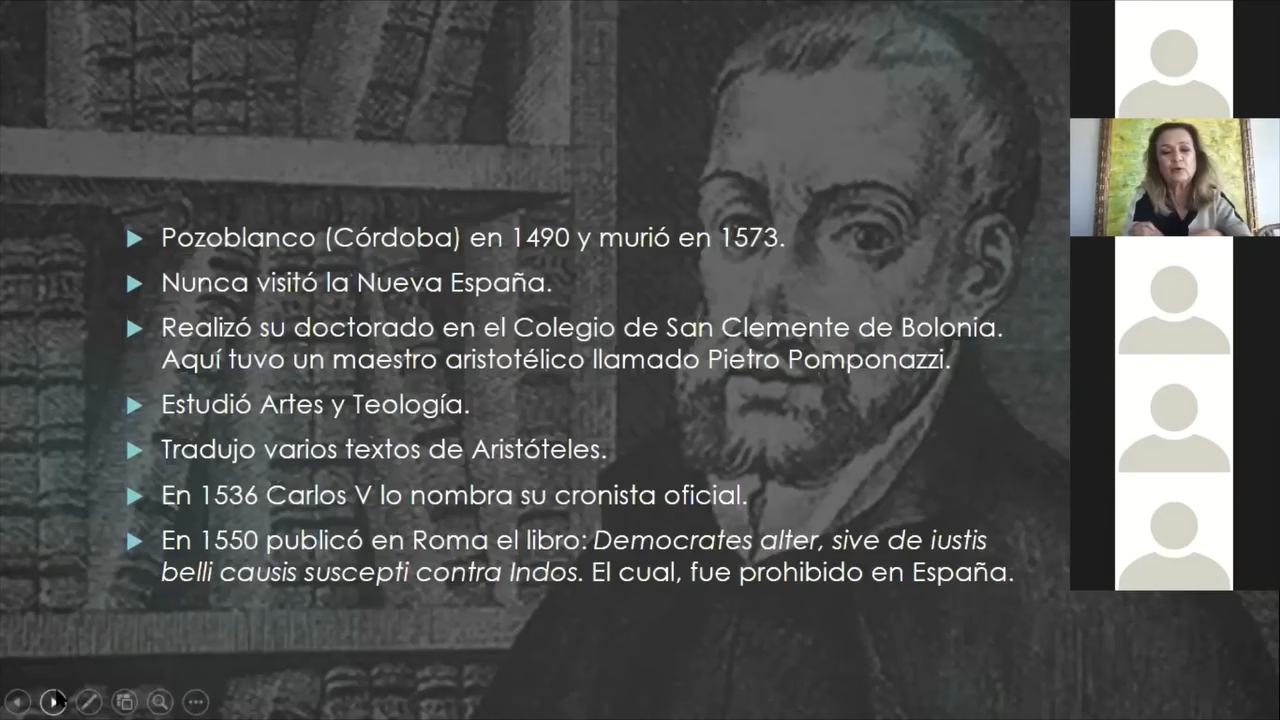 Pozoblanco (Córdoba) en 1490 y murió en 1573.
Nunca visitó la Nueva España.
Realizó su doctorado en el Colegio de San Clemente de Bolonia.
Aquí tuvo un maestro aristotélico llamado Pietro Pomponazzi.
Estudió Artes y Teología.
Tradujo varios textos de Aristóteles.
En 1536 Carlos V lo nombra su cronista oficial.
En 1550 publicó en Roma el libro: Democrates alter, sive de iustis
belli causis suscepti contra Indos. El cual, fue prohibido en España.